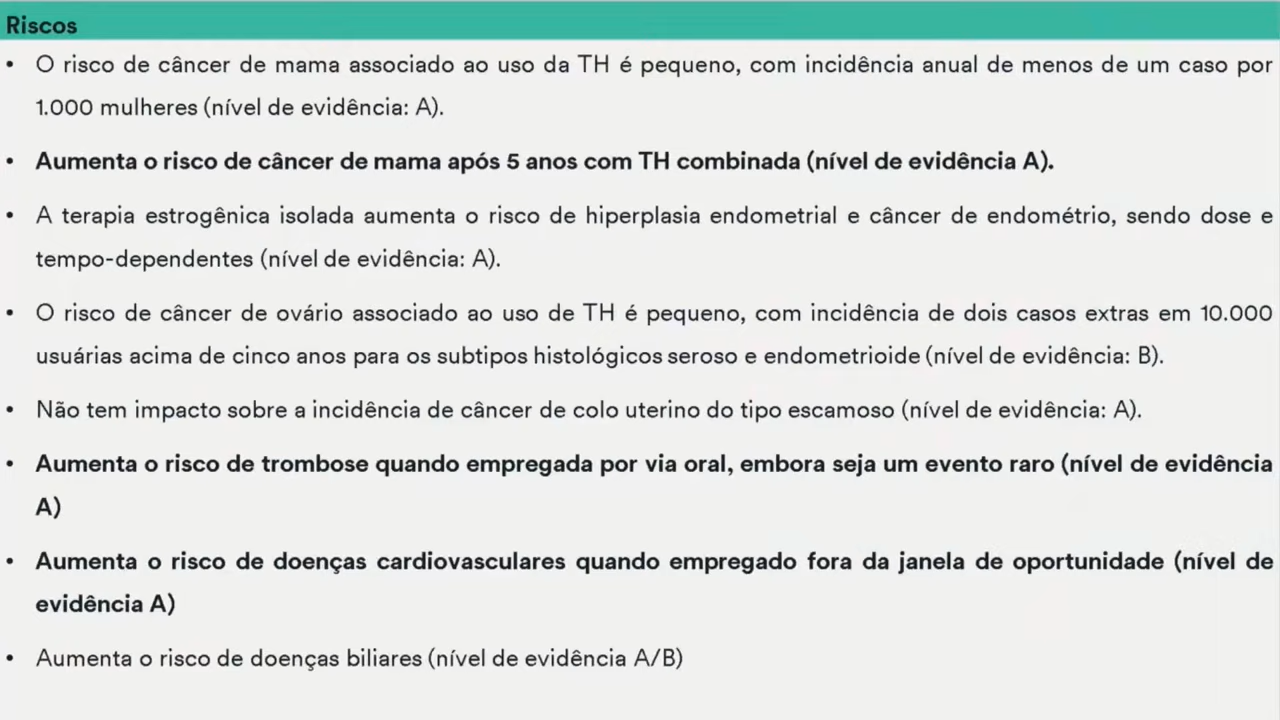 Riscos
• O risco de câncer de mama associado ao uso da TH é pequeno, com incidência anual de menos de um caso por
1.000 mulheres (nível de evidência: A).
• Aumenta o risco de câncer de mama após 5 anos com TH combinada (nível de evidência A).
• A terapia estrogênica isolada aumenta o risco de hiperplasia endometrial e câncer de endométrio, sendo dose e
tempo-dependentes (nível de evidência: A).
• O risco de câncer de ovário associado ao uso de TH é pequeno, com incidência de dois casos extras em 10.000
usuárias acima de cinco anos para os subtipos histológicos seroso e endometrioide (nível de evidência: B).
• Não tem impacto sobre a incidência de câncer de colo uterino do tipo escamoso (nível de evidência: A).
• Aumenta o risco de trombose quando empregada por via oral, embora seja um evento raro (nível de evidência
A)
• Aumenta o risco de doenças cardiovasculares quando empregado fora da janela de oportunidade (nível de
evidência A)
• Aumenta o risco de doenças biliares (nível de evidência A/B)